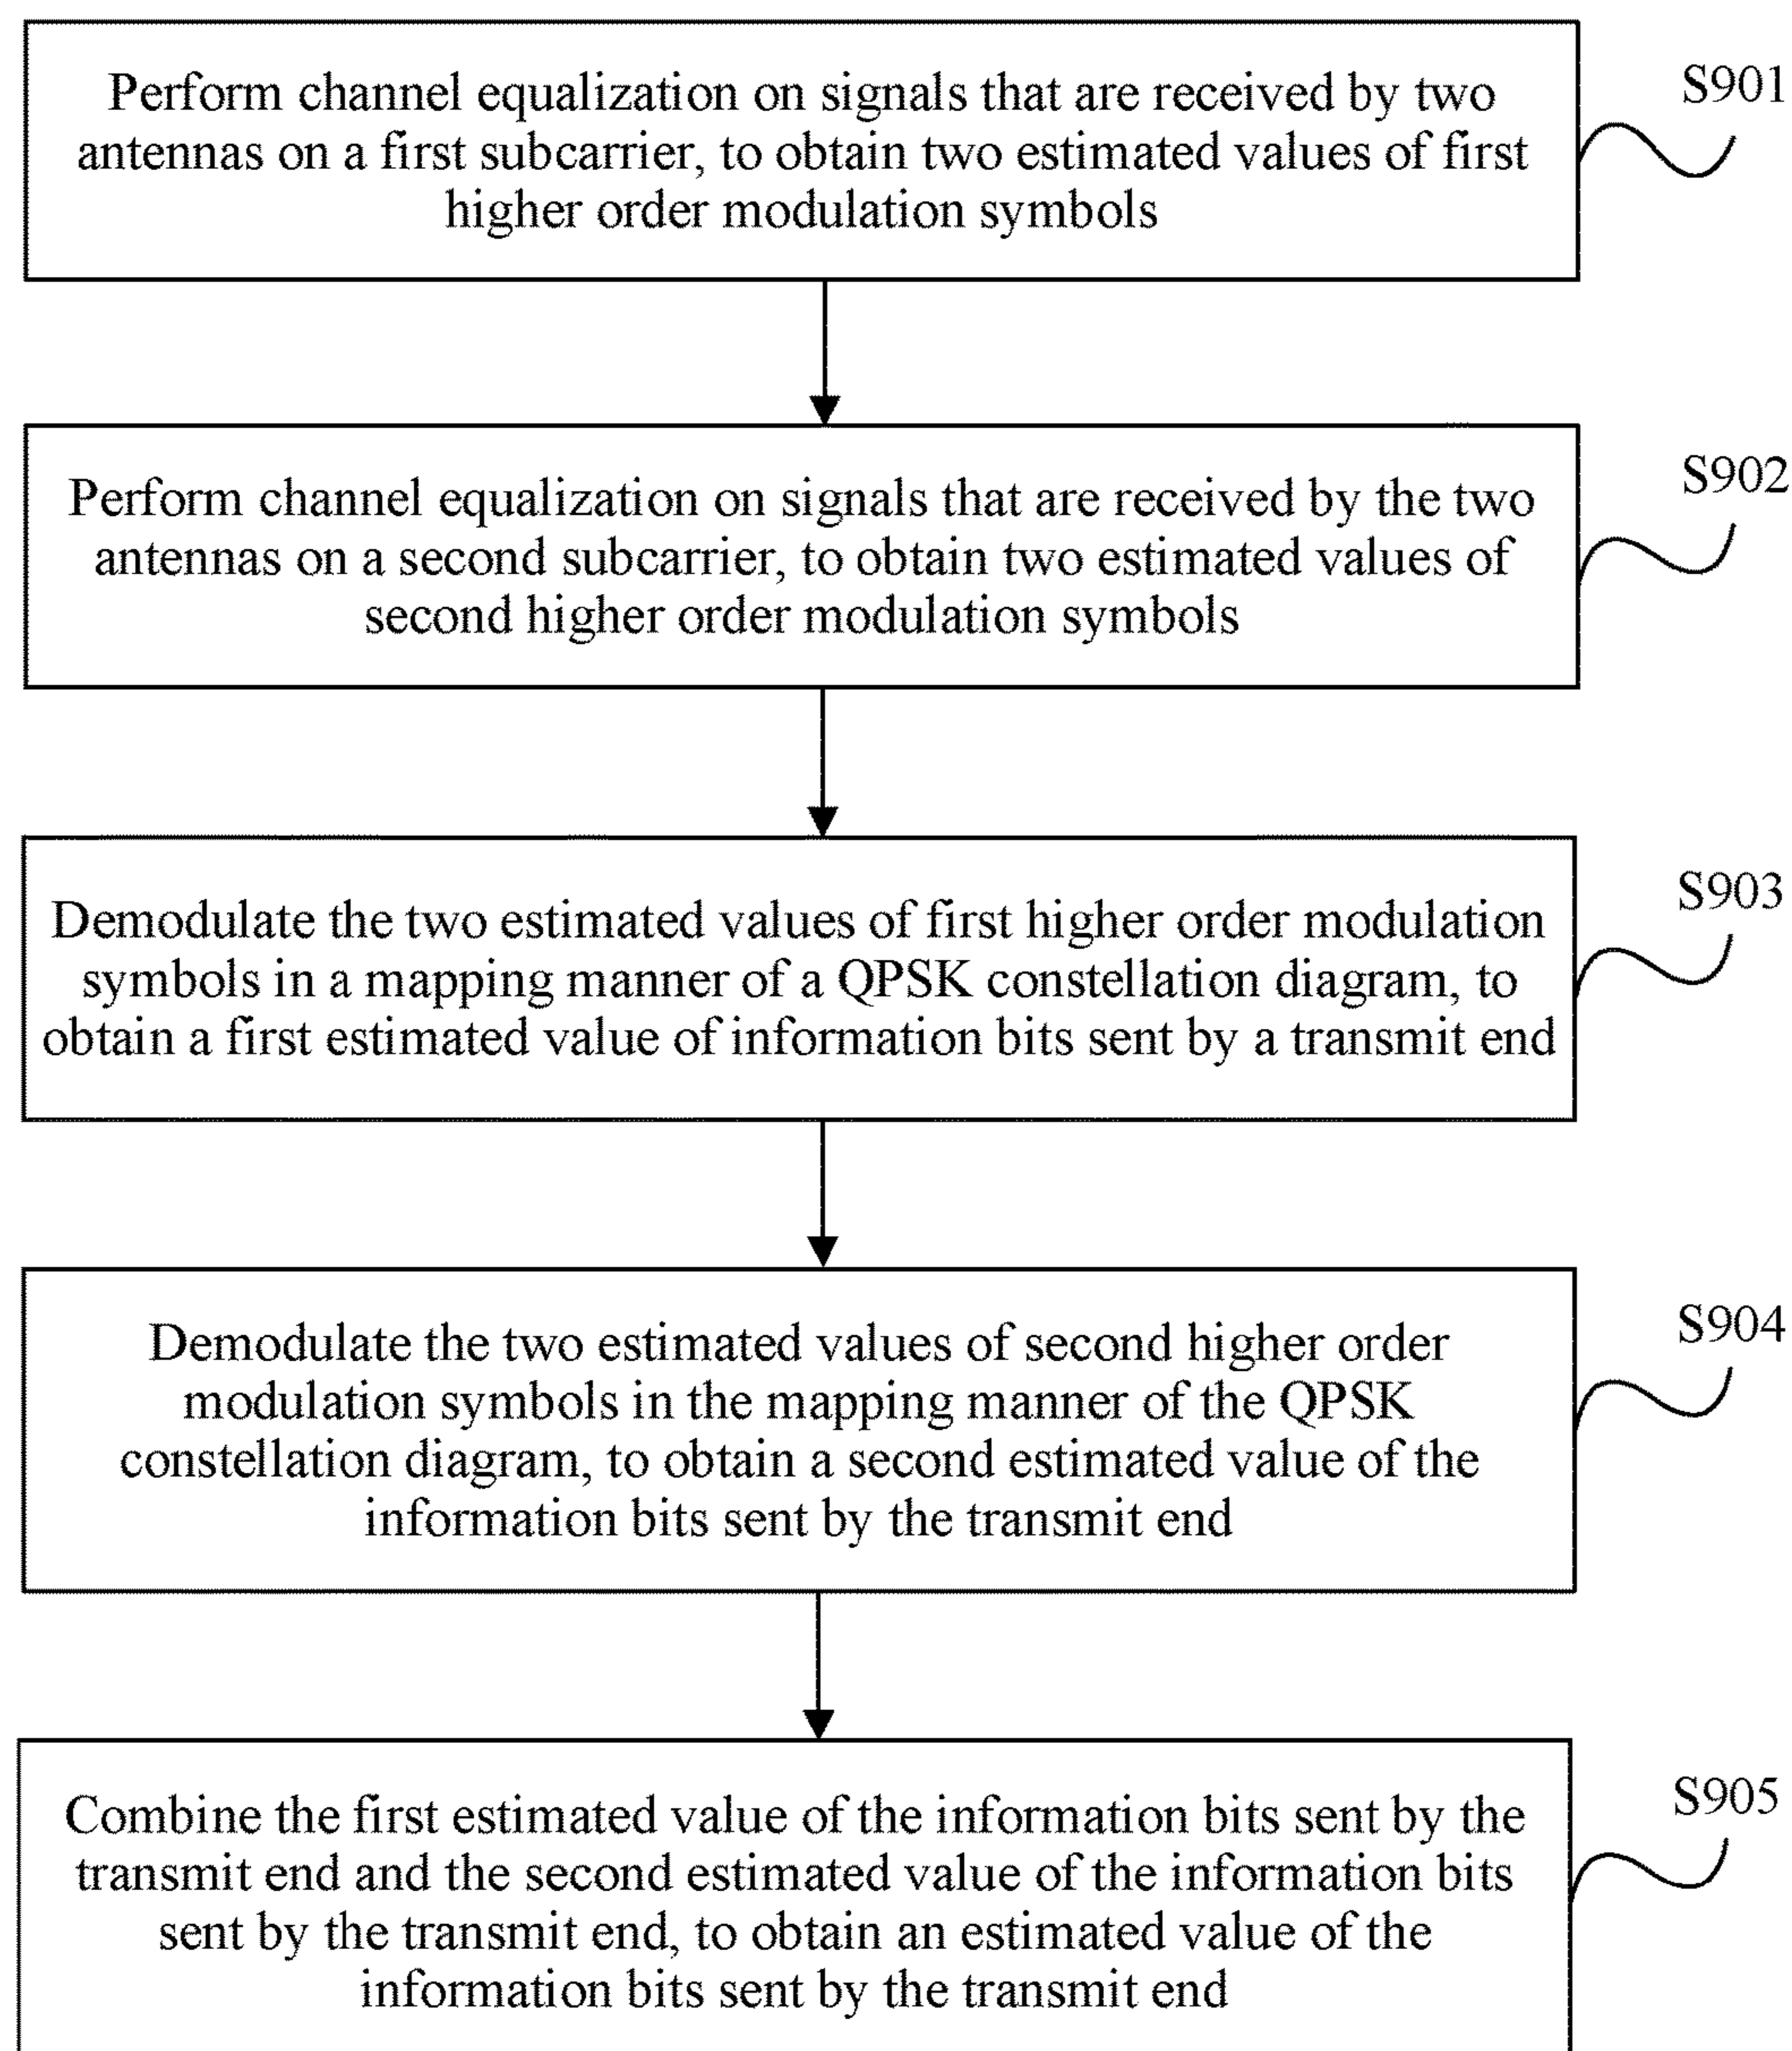 Perform channel equalization on signals that are received by two
antennas on a first subcarrier, to obtain two estimated values of first
higher order modulation symbols
S901
Perform channel equalization on signals that are received by the two
antennas on a second subcarrier, to obtain two estimated values of
second higher order modulation symbols
S902
Demodulate the two estimated values of first higher order modulation
symbols in a mapping manner of a QPSK constellation diagram, to
obtain a first estimated value of information bits sent by a transmit end
S903
Demodulate the two estimated values of second higher order
modulation symbols in the mapping manner of the QPSK
constellation diagram, to obtain a second estimated value of the
information bits sent by the transmit end
S904
Combine the first estimated value of the information bits sent by the
transmit end and the second estimated value of the information bits
sent by the transmit end, to obtain an estimated value of the
information bits sent by the transmit end
S905